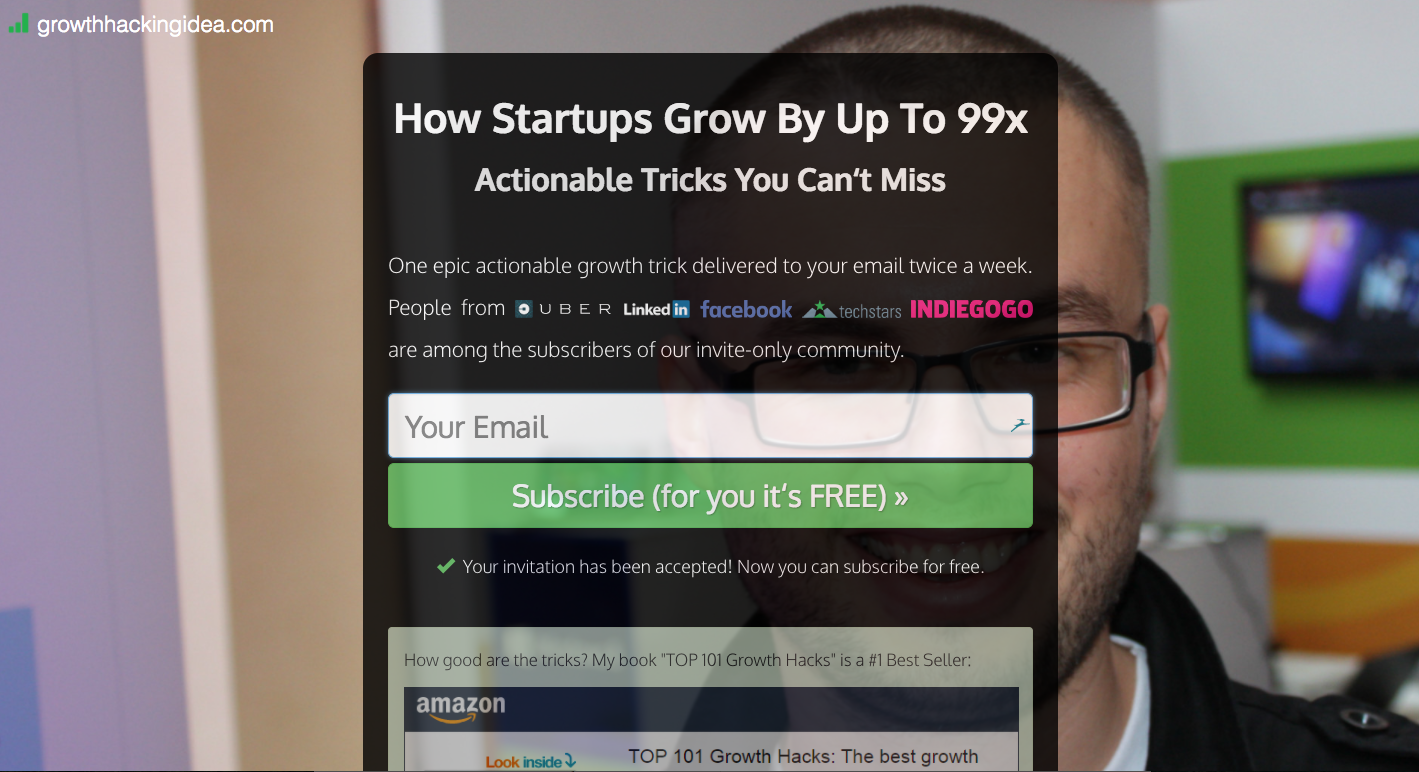 growthhackingidea.com
How Startups Grow By Up To 99x
Actionable Tricks You Can‘t Miss
One epic actionable growth trick delivered to your email twice a week.
People from UBER Linked in facebook techstars INDIEGOGO
are among the subscribers of our invite-only community.
Your Email
Subscribe (for you it‘s FREE) »
Your invitation has been accepted! Now you can subscribe for free.
How good are the tricks? My book "TOP 101 Growth Hacks" is a #1 Best Seller:
amazon
Look inside
TOP 101 Growth Hacks: The best growth